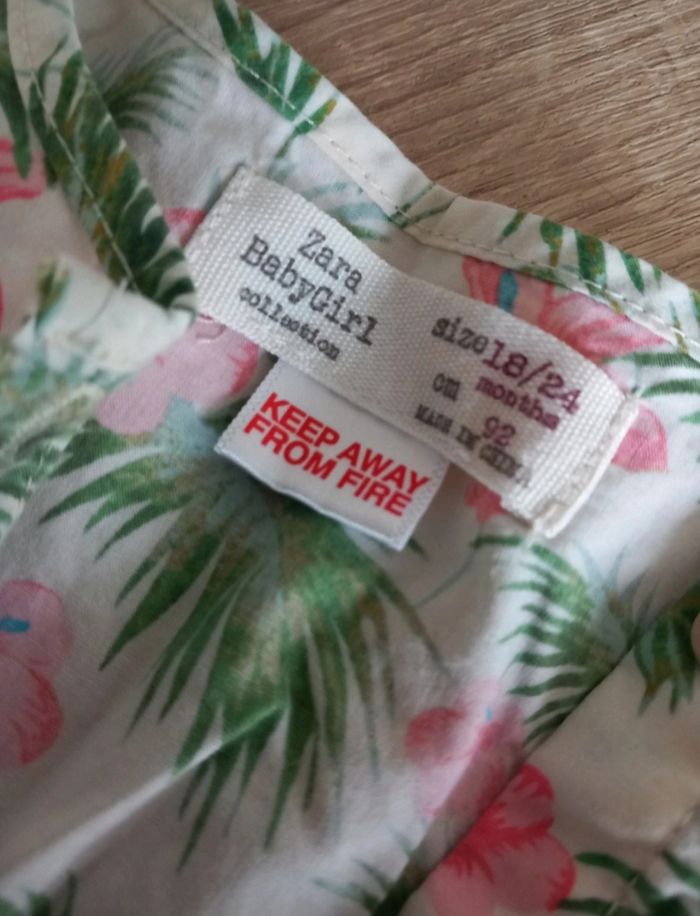 Zara
BabyGirl
collection
size 18/24
months
cm 92
MADE IN CHINA
KEEP AWAY
FROM FIRE